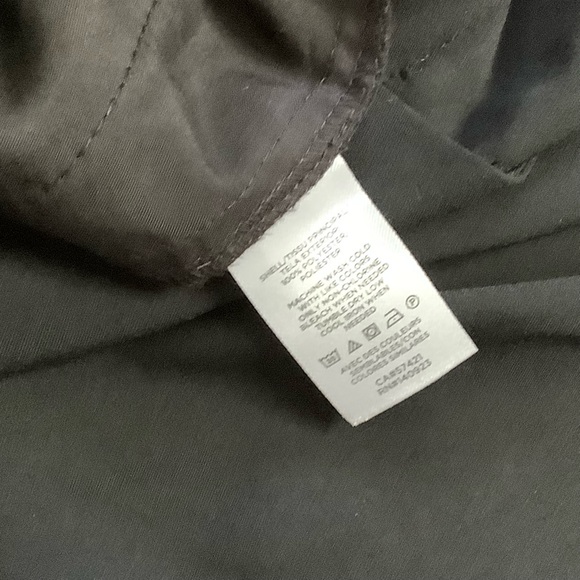 SHELL/TISSU PRINCIPAL
TELA EXTERIOR
100% POLYESTER
POLIESTER
MACHINE WASH COLD
WITH LIKE COLORS
ONLY NON-CHLORINE
BLEACH WHEN NEEDED
TUMBLE DRY LOW
COOL IRON WHEN
NEEDED
P
AVEC DES COULEURS
SEMBLABLES/CON
COLORES SIMILARES
CA#57421
RN#140923